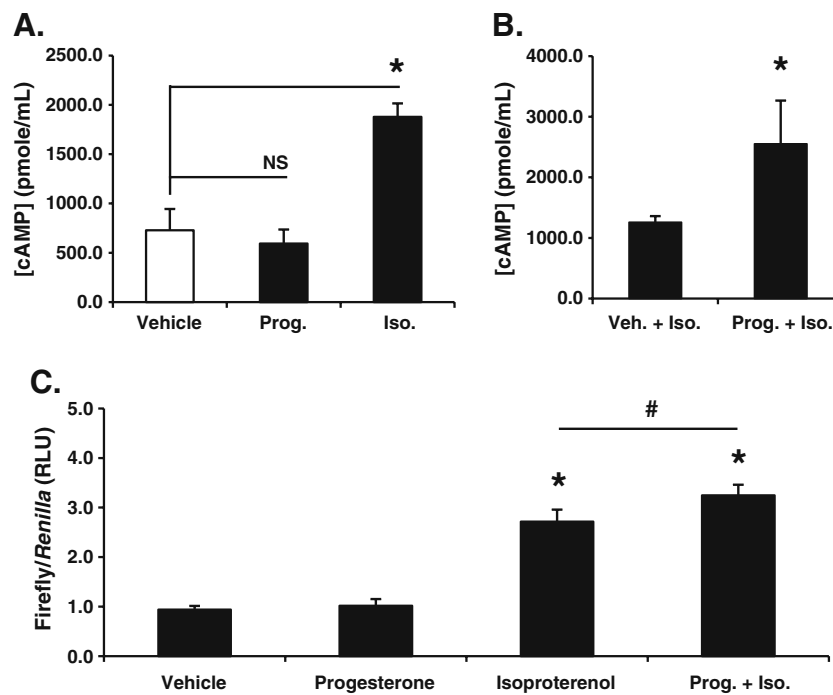 A.
[cAMP] (pmole/mL)
2500.0
2000.0
1500.0
1000.0
500.0
0.0
*
NS
Vehicle Prog. Iso.
B.
[cAMP] (pmole/mL)
4000.0
3000.0
2000.0
1000.0
0.0
*
Veh. + Iso. Prog. + Iso.
C.
Firefly/Renilla (RLU)
5.0
4.0
3.0
2.0
1.0
0.0
#
* *
Vehicle Progesterone Isoproterenol Prog. + Iso.